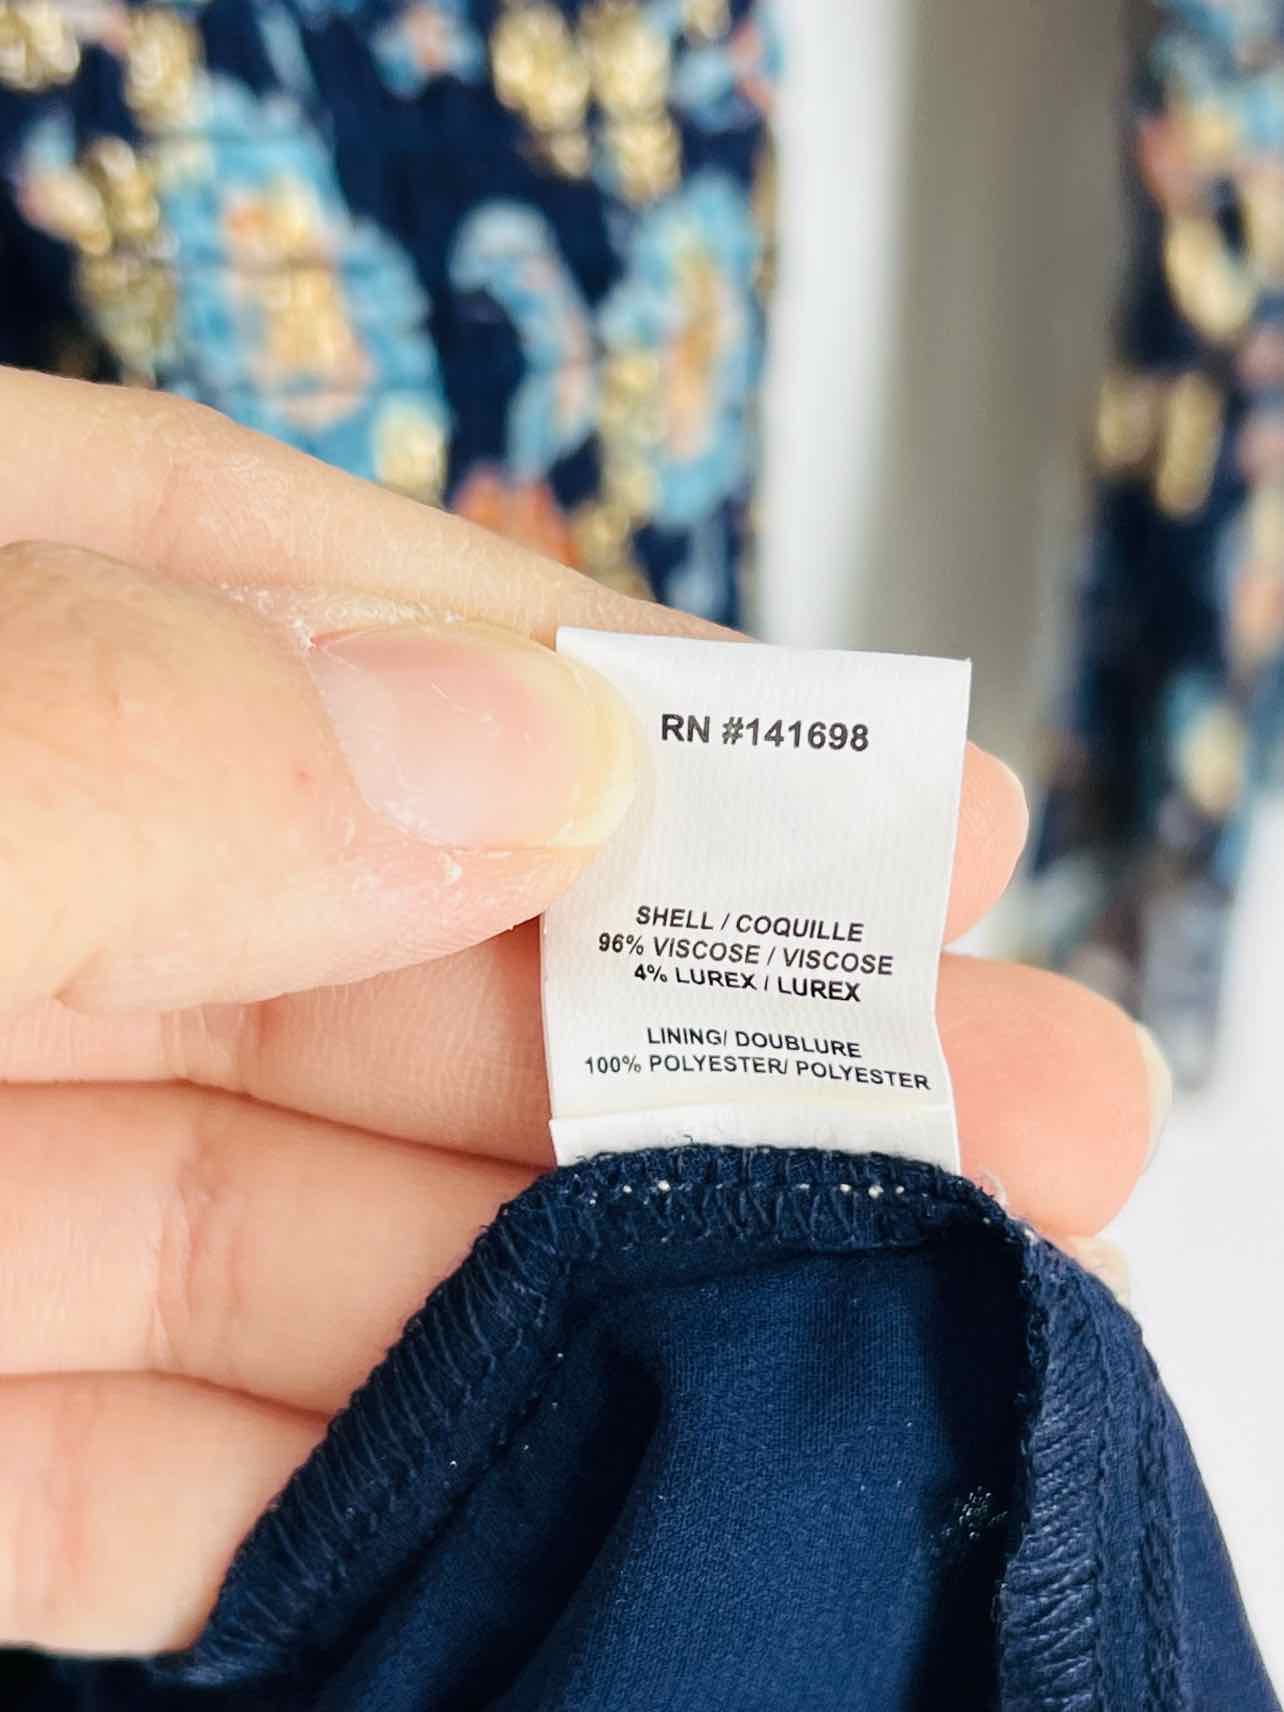 RN #141698
SHELL / COQUILLE
96% VISCOSE / VISCOSE
4% LUREX / LUREX
LINING/ DOUBLURE
100% POLYESTER/ POLYESTER